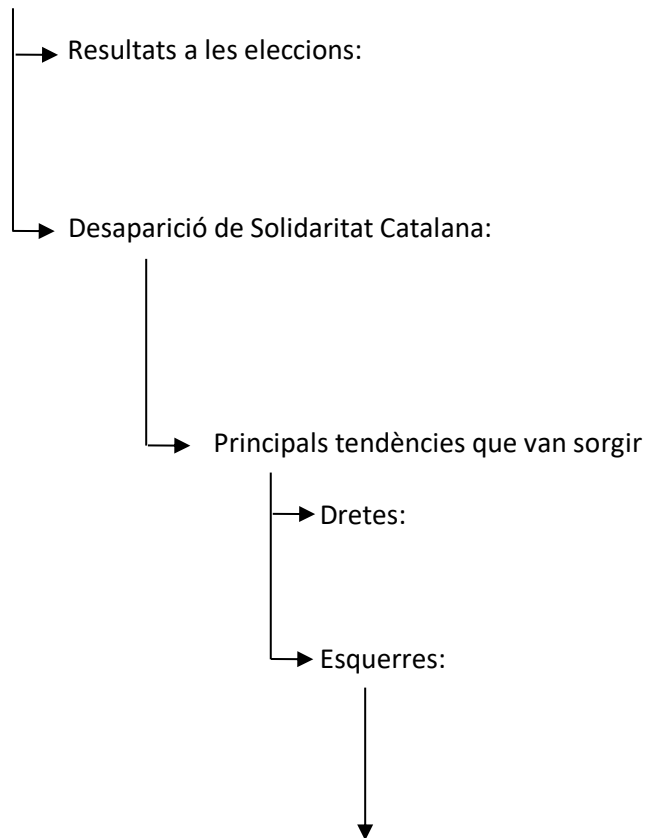 Resultats a les eleccions:
Desaparició de Solidaritat Catalana:
Principals tendències que van sorgir
Dretes:
Esquerres: